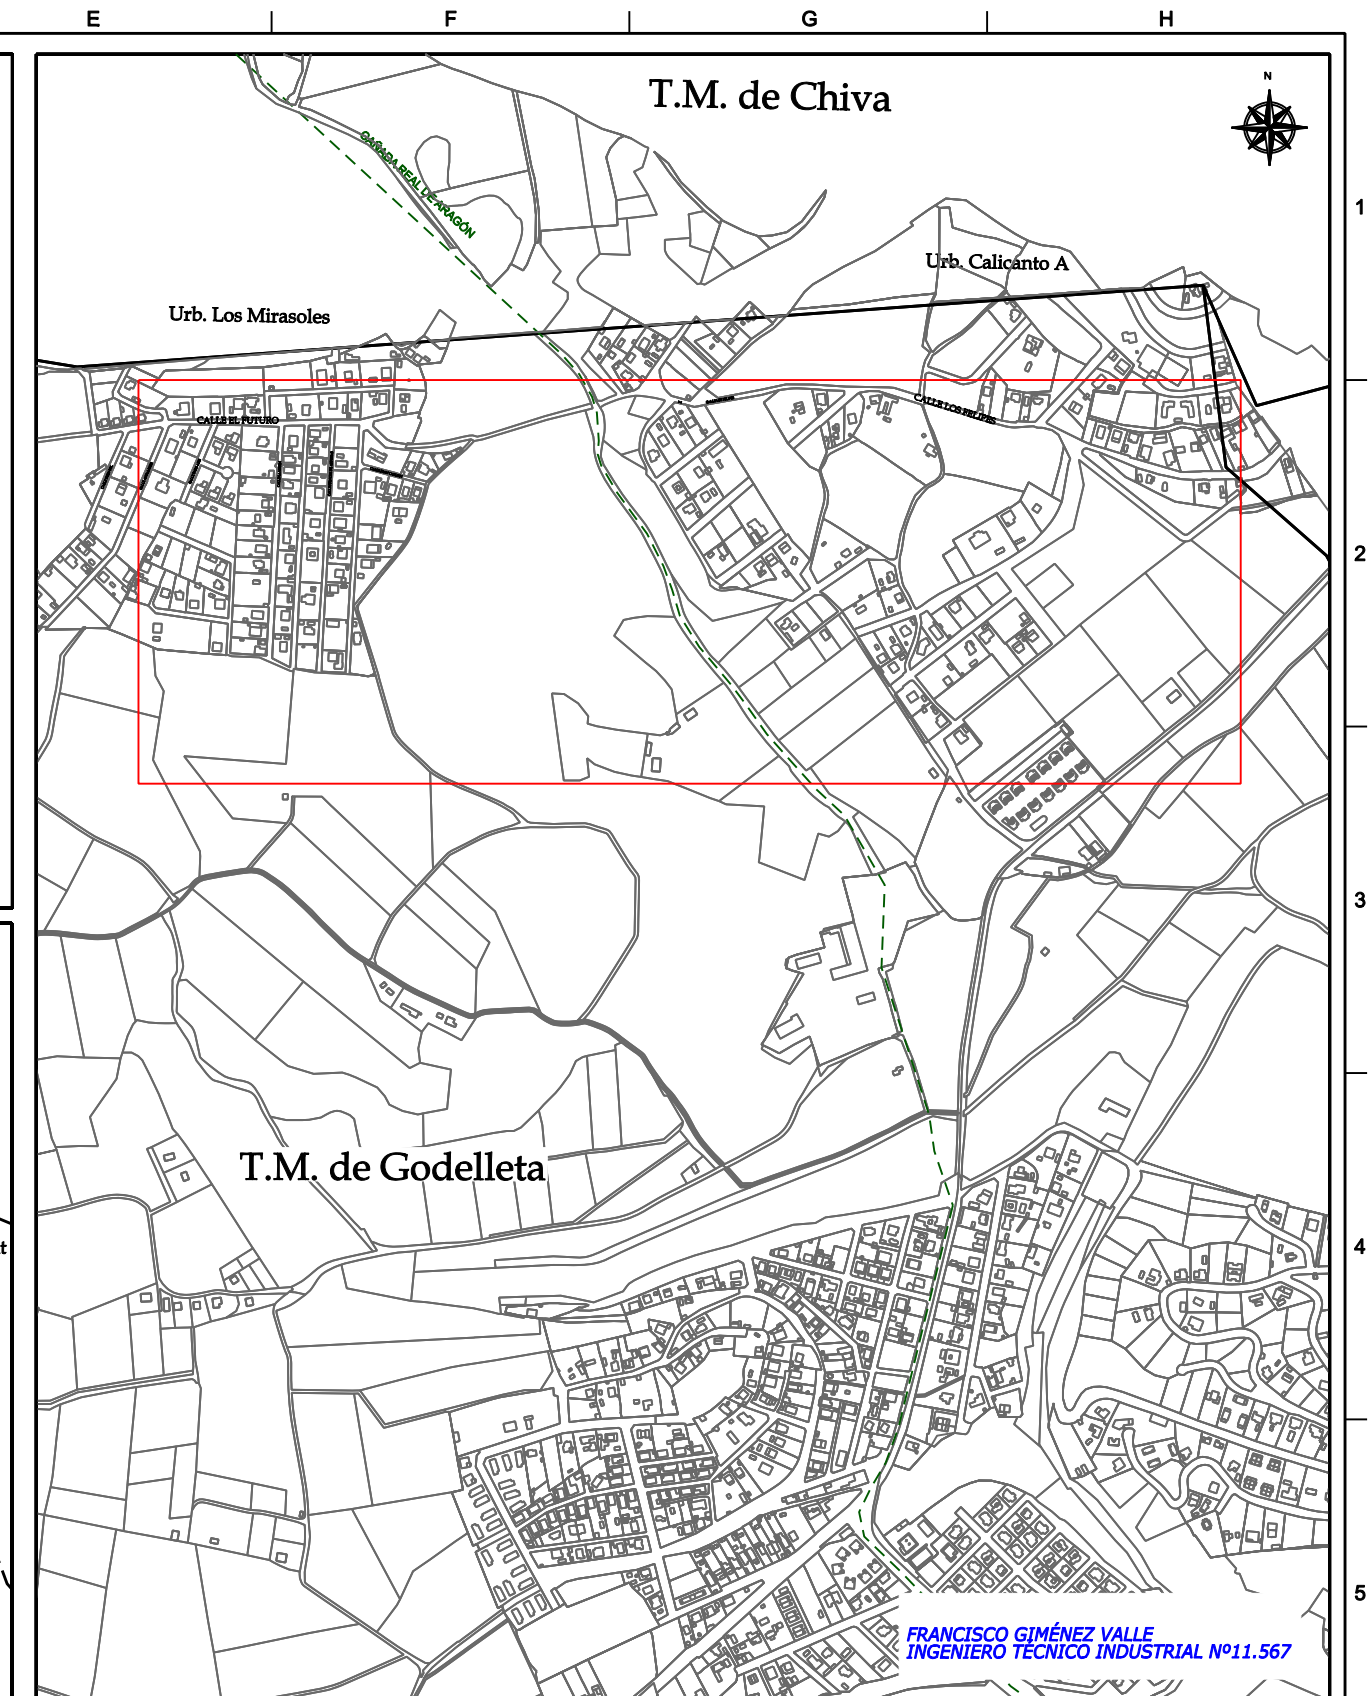 E F G H
T.M. de Chiva
N
CAÑADA REAL DE ARAGÓN
1
Urb. Calicanto A
Urb. Los Mirasoles
CALLE LOS FELIPES
CALLE EL FUTURO
2
3
T.M. de Godelleta
4
5
FRANCISCO GIMÉNEZ VALLE
INGENIERO TÉCNICO INDUSTRIAL Nº11.567